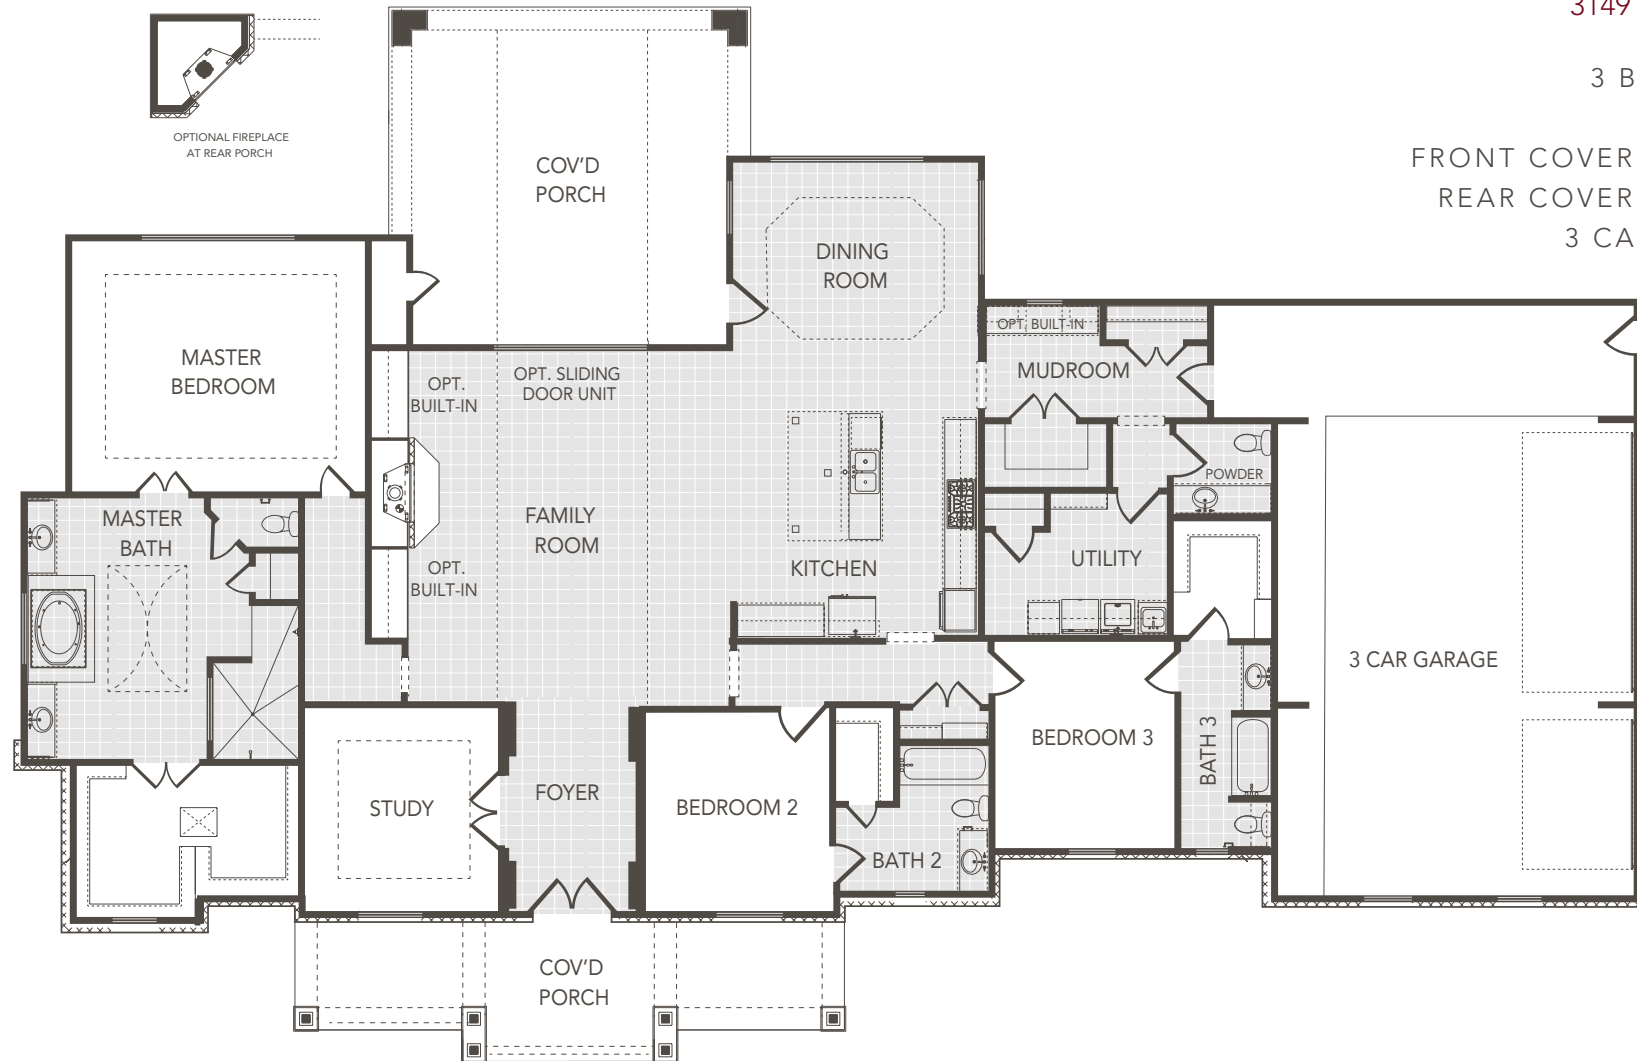 3149
3 B
FRONT COVER
REAR COVER
3 CA
OPTIONAL FIREPLACE
AT REAR PORCH
COV'D
PORCH
DINING
ROOM
MASTER
BEDROOM
OPT. BUILT-IN
MUDROOM
OPT.
BUILT-IN
OPT. SLIDING
DOOR UNIT
POWDER
MASTER
BATH
FAMILY
ROOM
KITCHEN
UTILITY
OPT.
BUILT-IN
3 CAR GARAGE
BEDROOM 3
BATH 3
STUDY
FOYER
BEDROOM 2
BATH 2
COV'D
PORCH